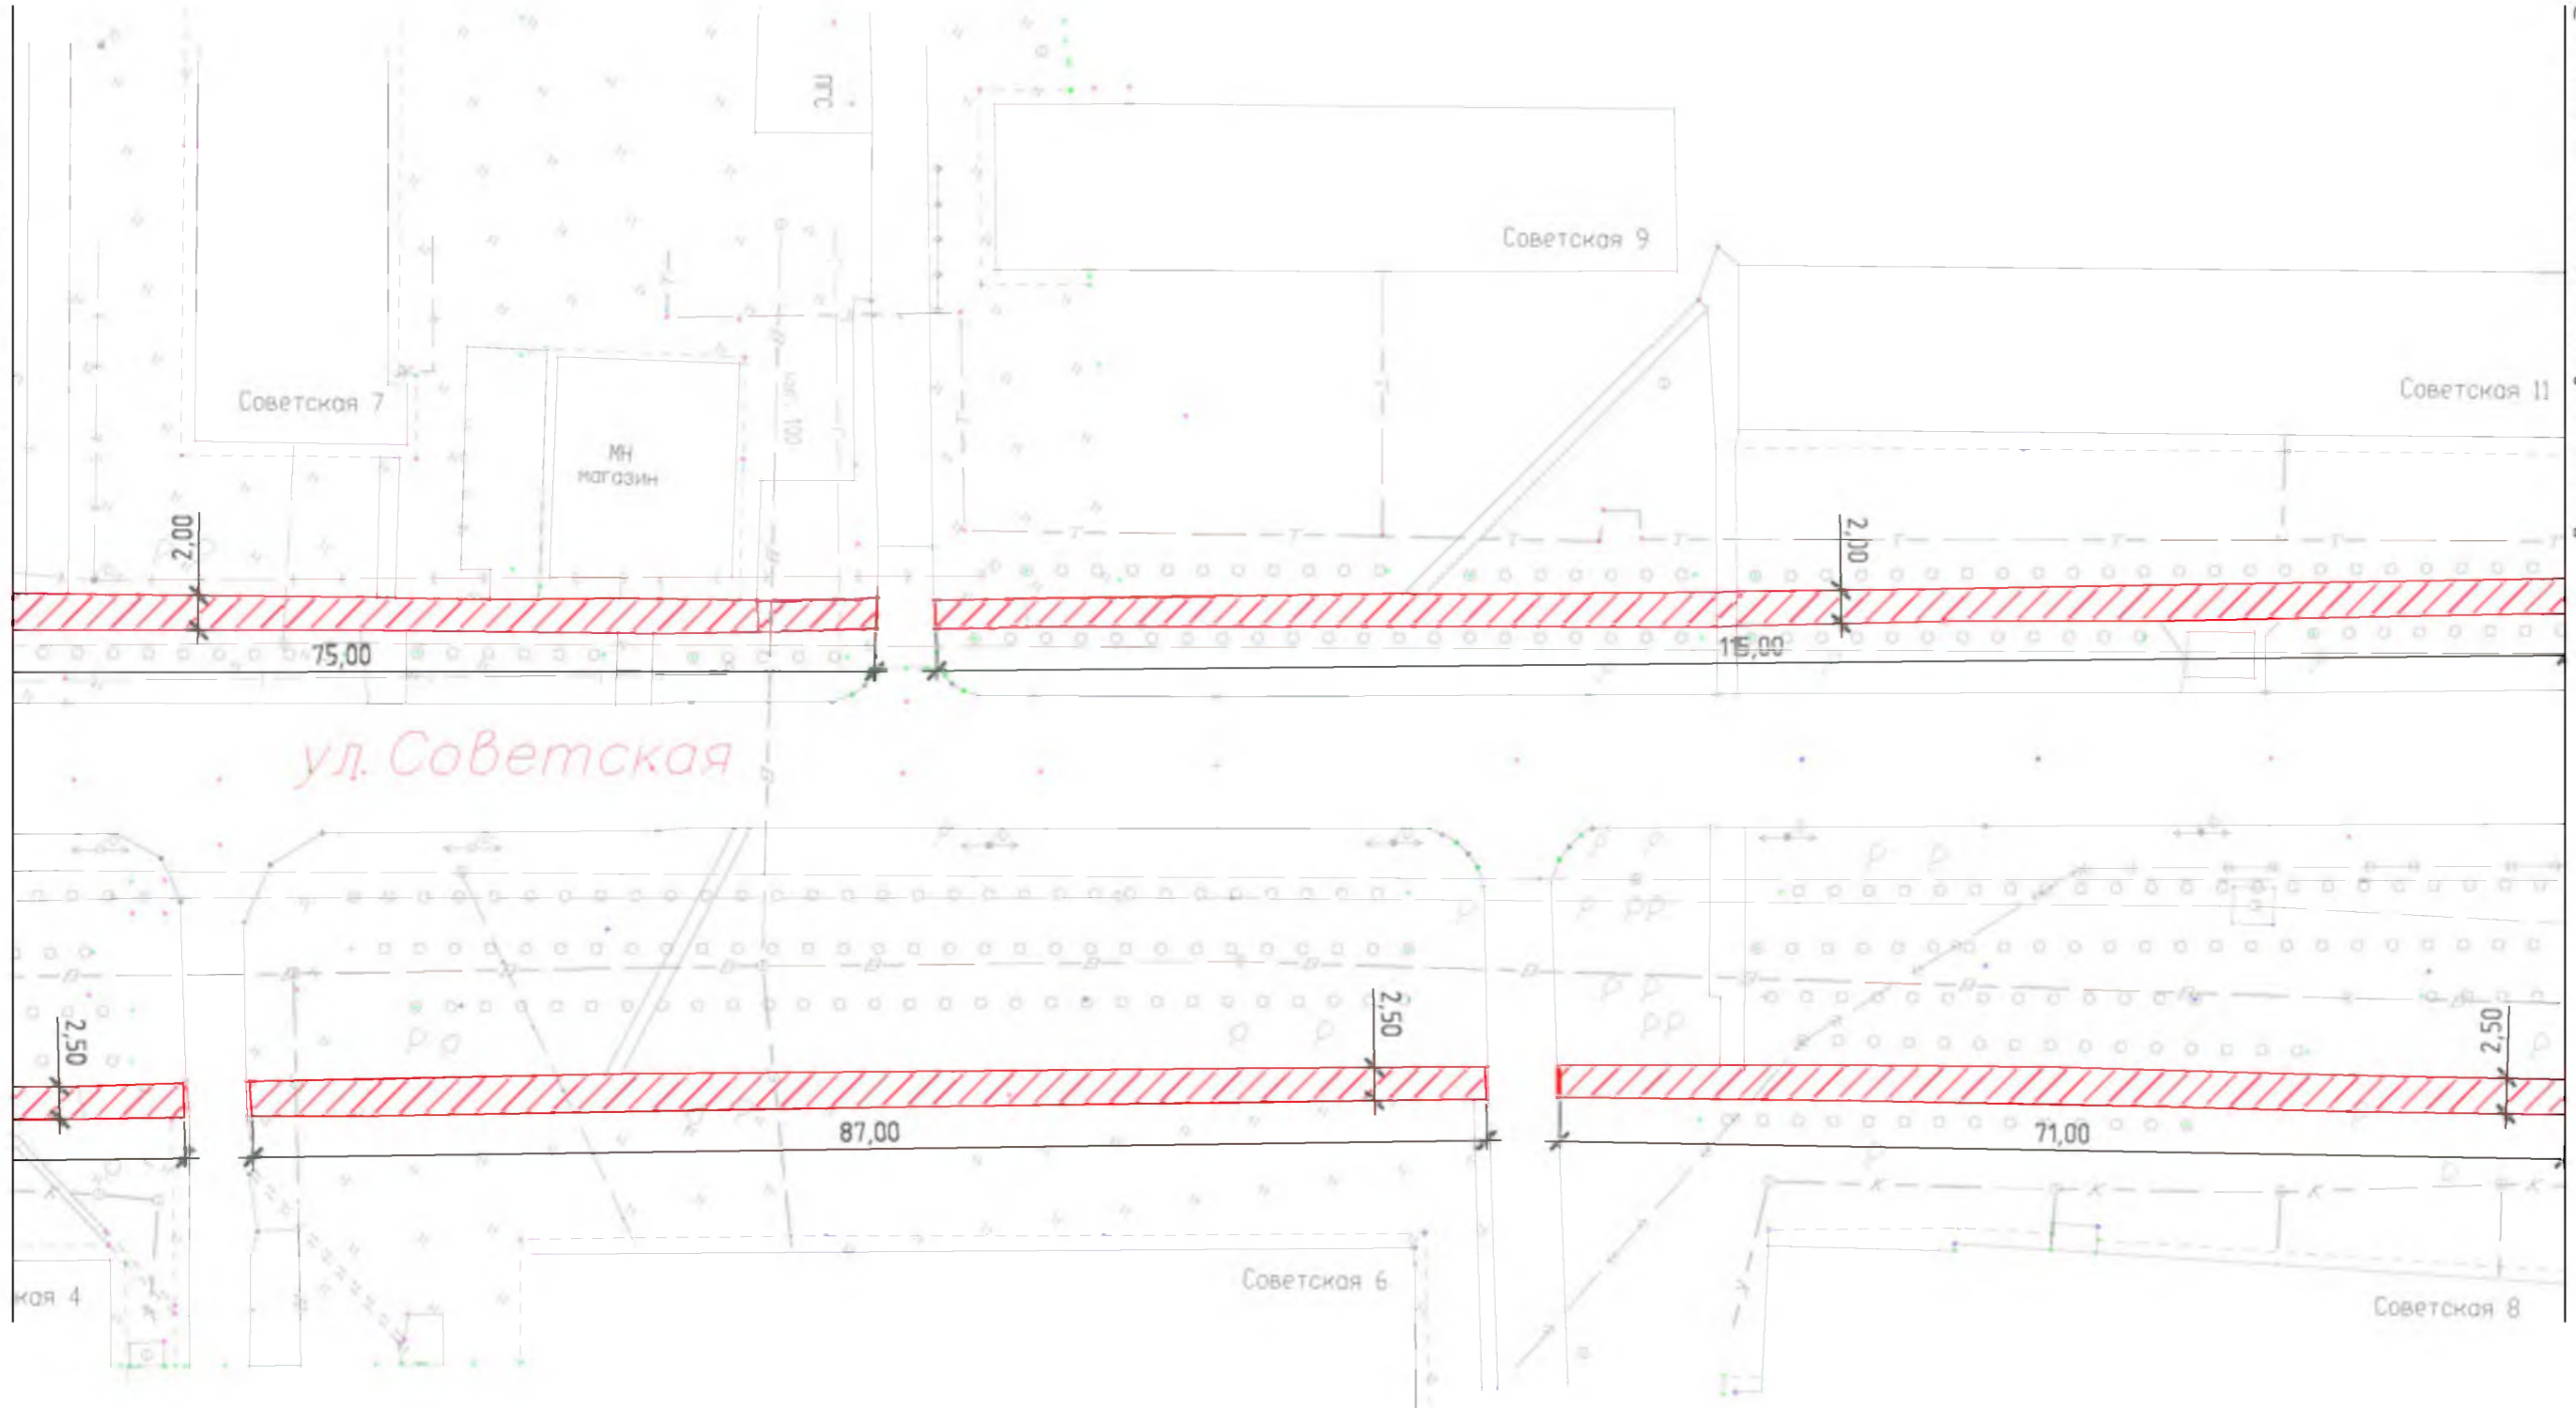 ПГС
Советская 9
Советская 7
Советская 11
МН
магазин
2,00
2,00
75,00
115,00
ул. Советская
2,50
2,50
2,50
87,00
71,00
К
К
К
К
Советская 6
кая 4
Советская 8